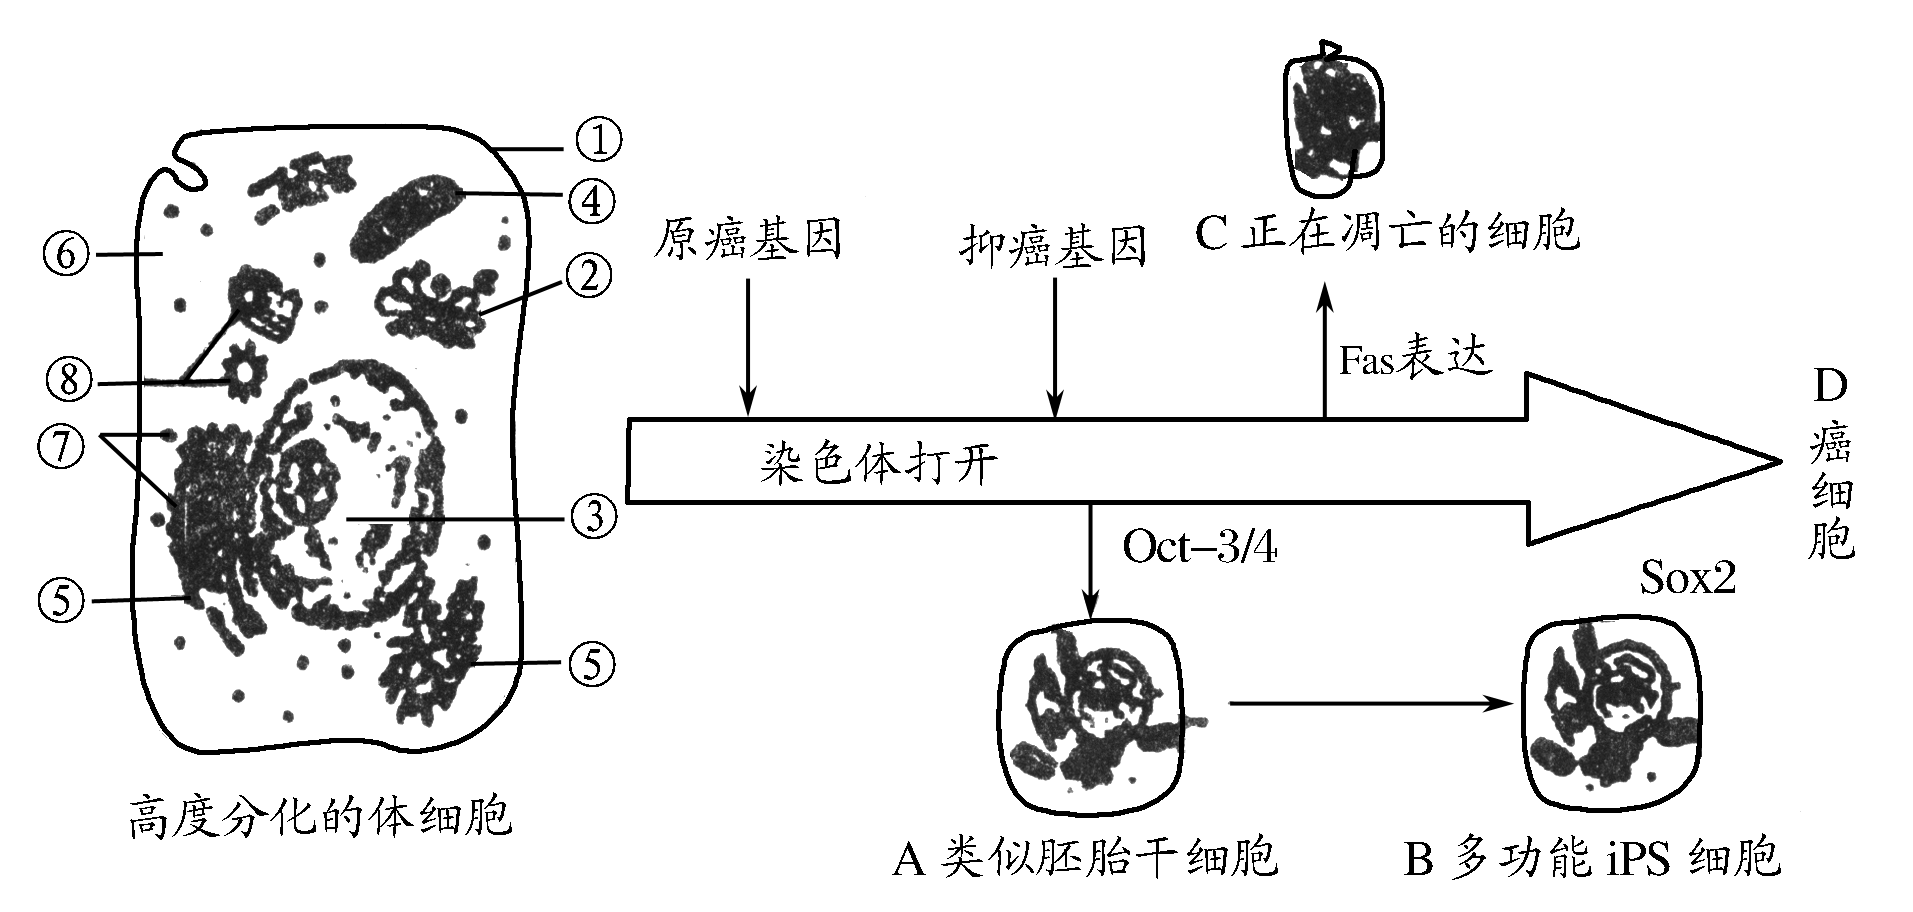 ①
④
②
⑥
⑧
⑦
③
⑤
⑤
高度分化的体细胞
原癌基因
抑癌基因
C 正在凋亡的细胞
Fas表达
染色体打开
D
癌细胞
Oct-3/4
Sox2
A 类似胚胎干细胞
B 多功能 iPS 细胞